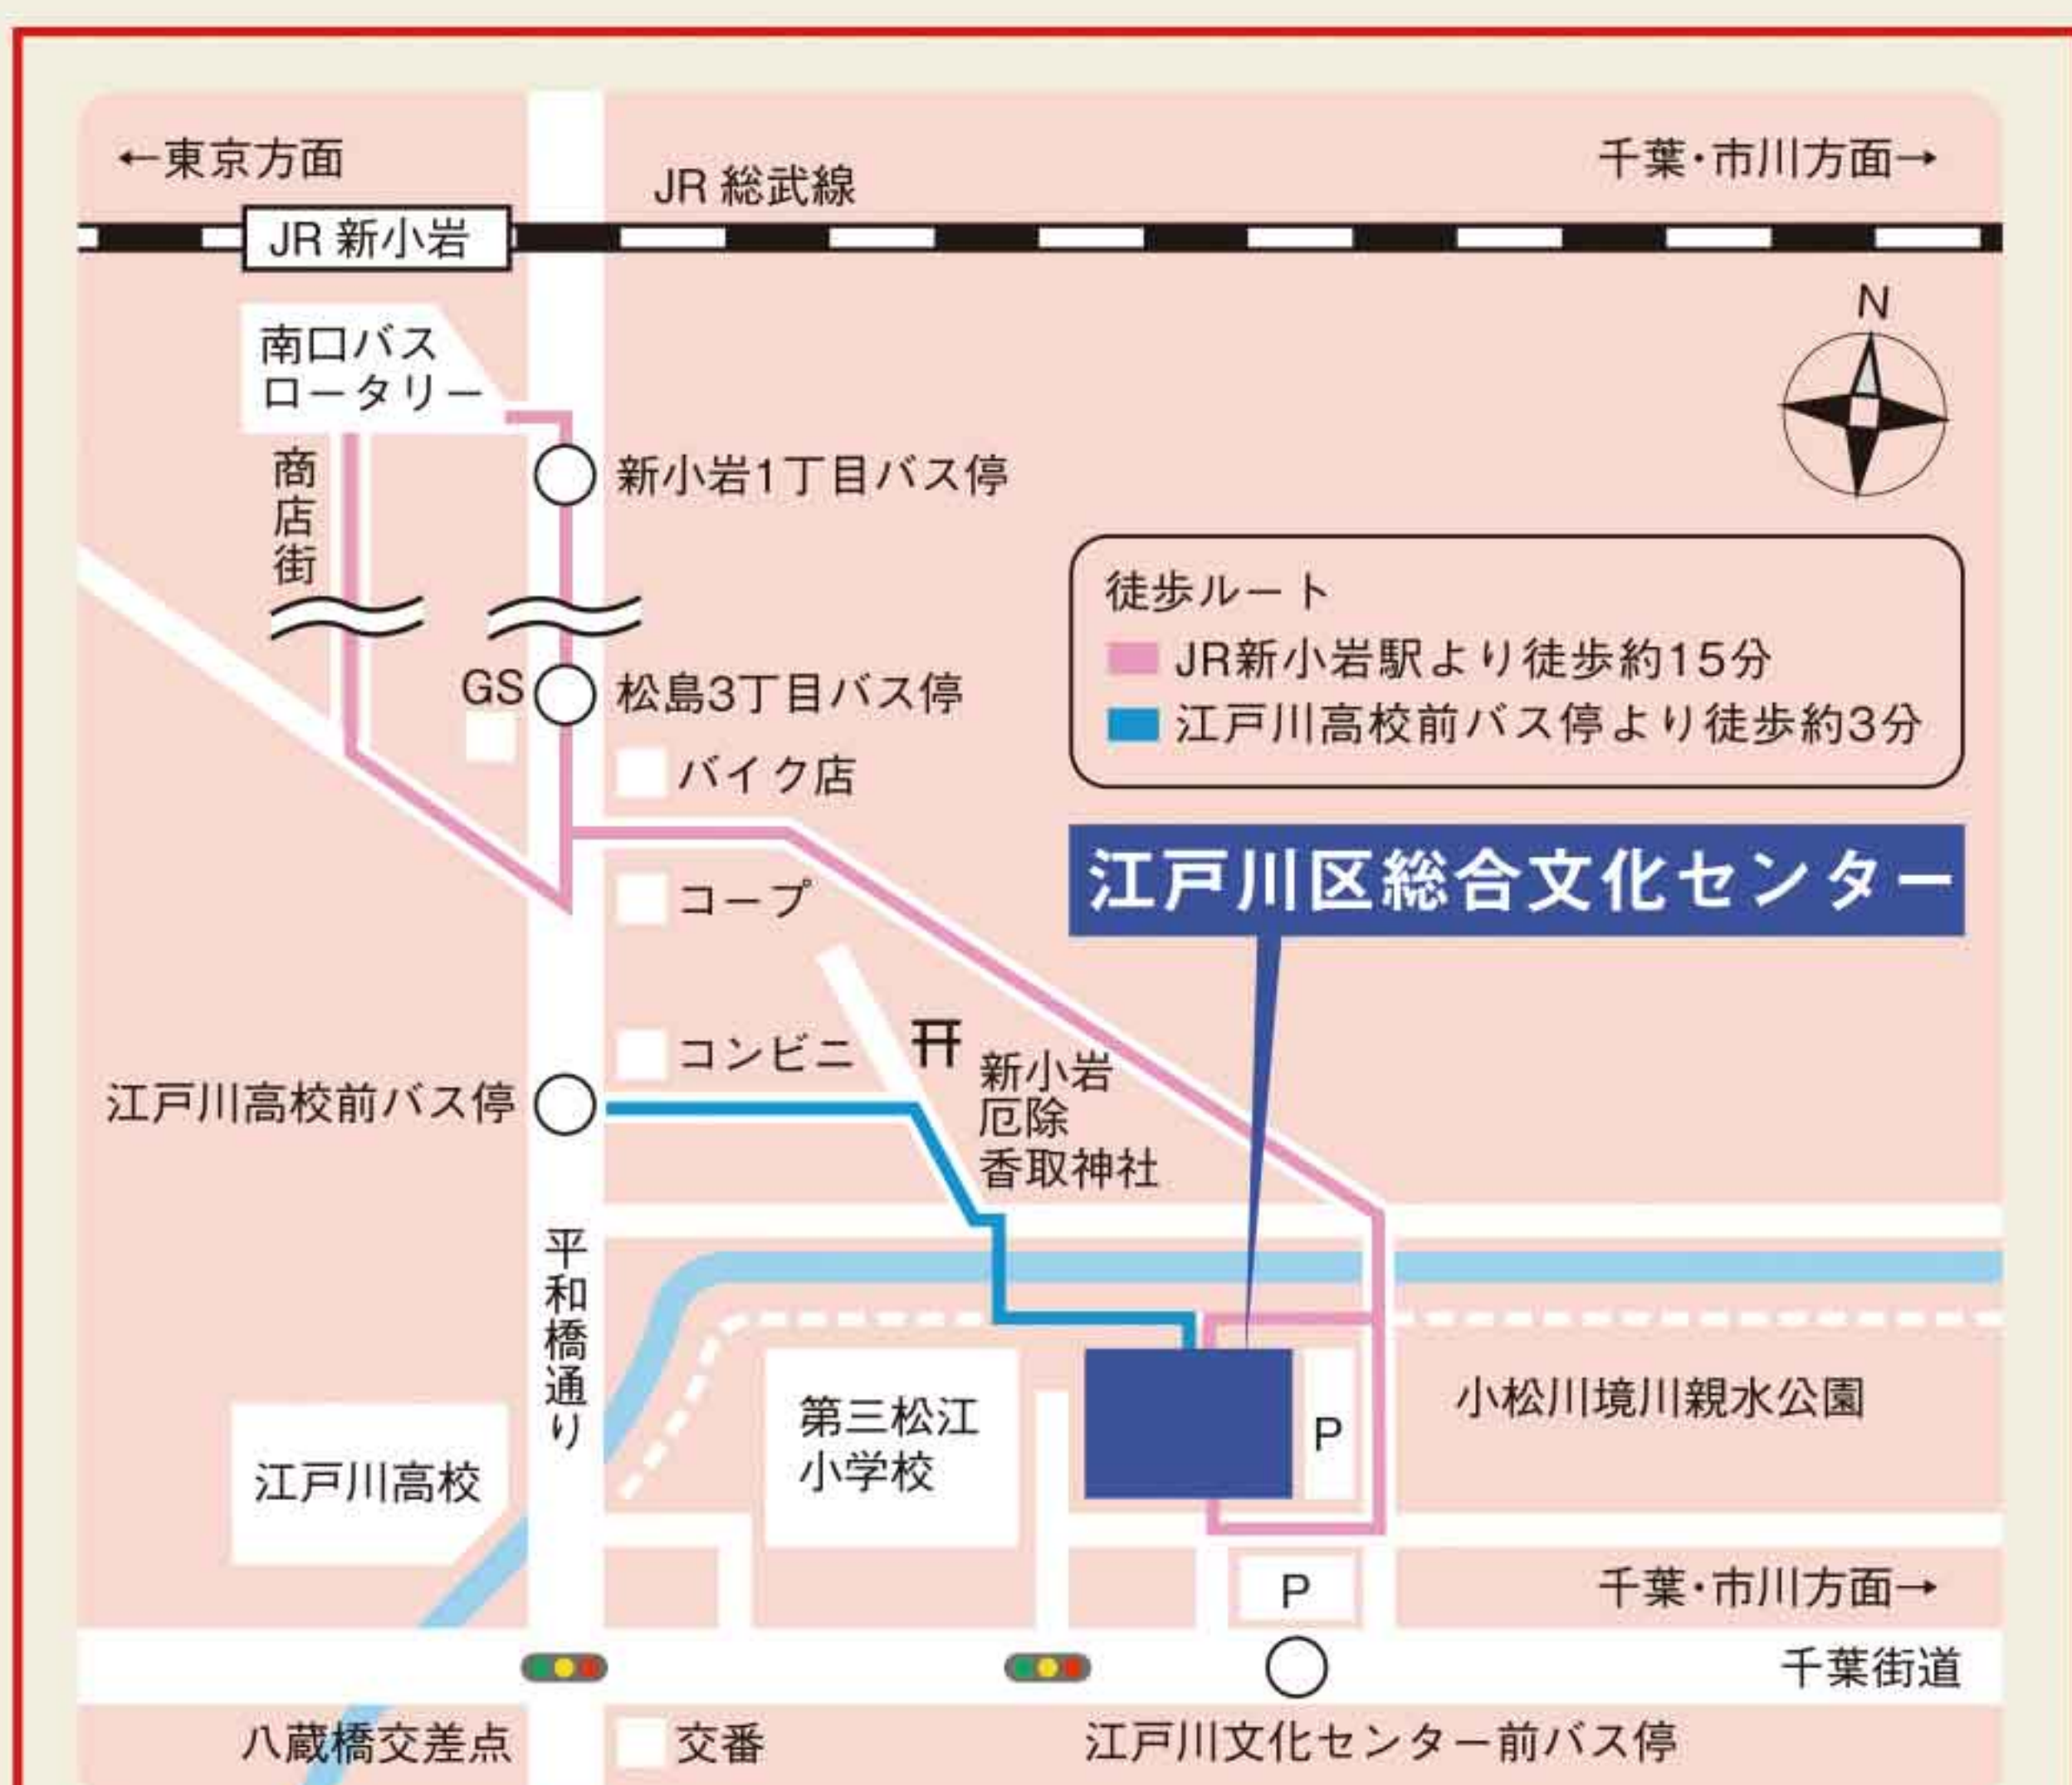 ←東京方面
千葉・市川方面→
JR 総武線
JR 新小岩
N
南口バス
ロータリー
商店街
新小岩1丁目バス停
徒歩ルート
JR新小岩駅より徒歩約15分
江戸川高校前バス停より徒歩約3分
GS
松島3丁目バス停
バイク店
江戸川区総合文化センター
コープ
コンビニ
新小岩
厄除
香取神社
江戸川高校前バス停
平和橋通り
第三松江
小学校
P
小松川境川親水公園
江戸川高校
P
千葉・市川方面→
千葉街道
八蔵橋交差点
交番
江戸川文化センター前バス停